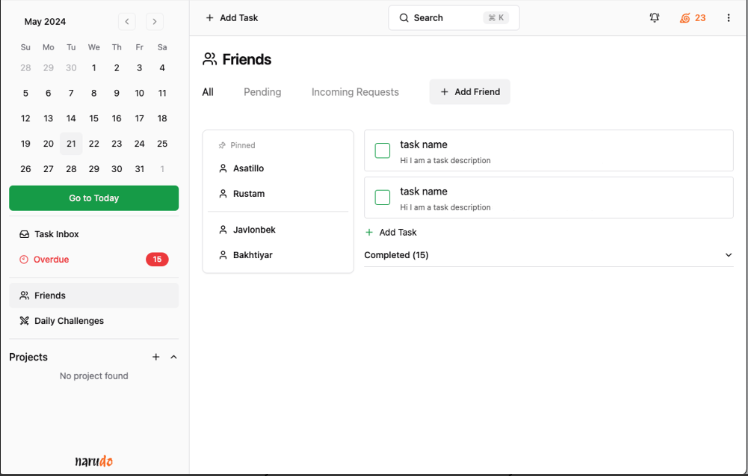 May 2024
Su Mo Tu We Th Fr Sa
28 29 30 1 2 3 4
5 6 7 8 9 10 11
12 13 14 15 16 17 18
19 20 21 22 23 24 25
26 27 28 29 30 31 1
Go to Today
Task Inbox
Overdue 15
Friends
Daily Challenges
Projects
No project found
narudo
Add Task
Search ⌘ K
23
Friends
All Pending Incoming Requests + Add Friend
Pinned
Asatillo
Rustam
Javlonbek
Bakhtiyar
task name
Hi I am a task description
task name
Hi I am a task description
+ Add Task
Completed (15)